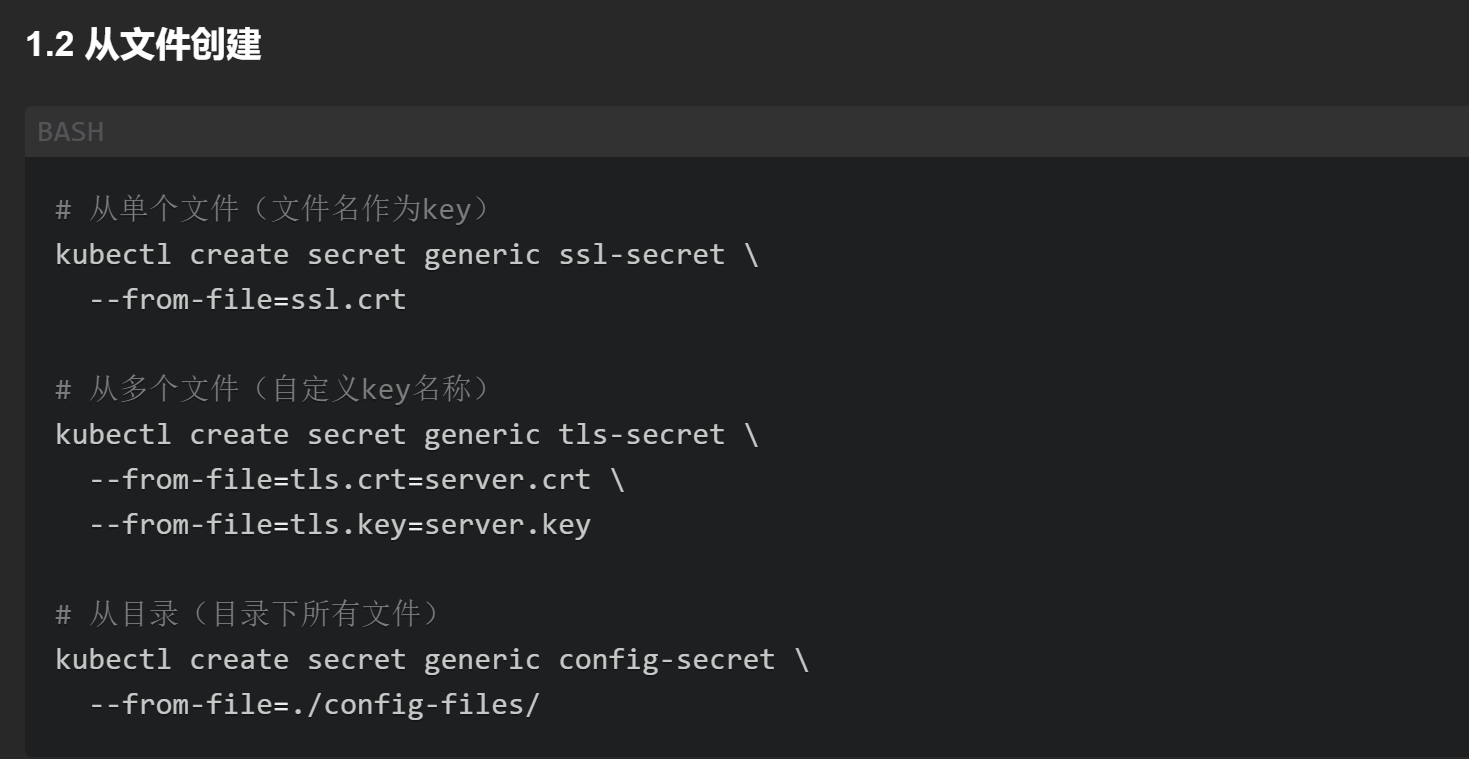 1.2 从文件创建
BASH
# 从单个文件（文件名作为key）
kubectl create secret generic ssl-secret \
  --from-file=ssl.crt
# 从多个文件（自定义key名称）
kubectl create secret generic tls-secret \
  --from-file=tls.crt=server.crt \
  --from-file=tls.key=server.key
# 从目录（目录下所有文件）
kubectl create secret generic config-secret \
  --from-file=./config-files/